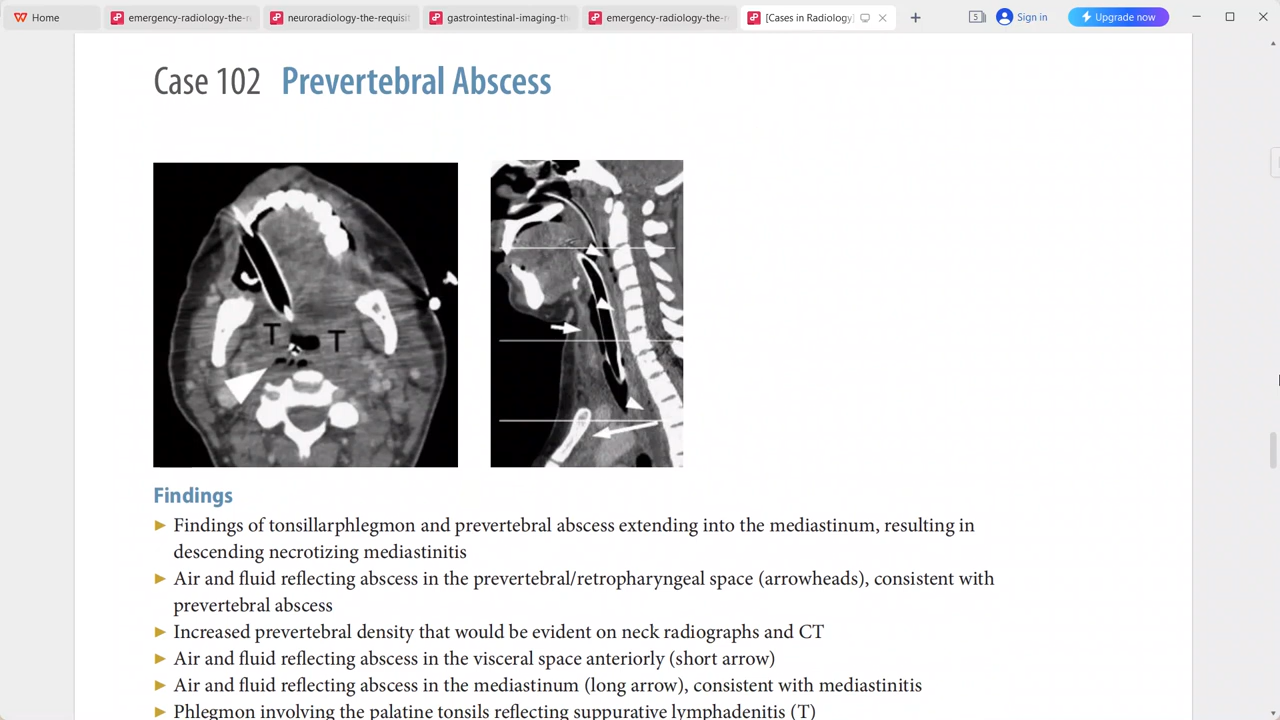 Home
emergency-radiology-the-r
neuroradiology-the-requisit
gastrointestinal-imaging-th
emergency-radiology-the-r
[Cases in Radiology]
5
Sign in
Upgrade now
Case 102 Prevertebral Abscess
T T
Findings
► Findings of tonsillarphlegmon and prevertebral abscess extending into the mediastinum, resulting in
descending necrotizing mediastinitis
► Air and fluid reflecting abscess in the prevertebral/retropharyngeal space (arrowheads), consistent with
prevertebral abscess
► Increased prevertebral density that would be evident on neck radiographs and CT
► Air and fluid reflecting abscess in the visceral space anteriorly (short arrow)
► Air and fluid reflecting abscess in the mediastinum (long arrow), consistent with mediastinitis
► Phlegmon involving the palatine tonsils reflecting suppurative lymphadenitis (T)